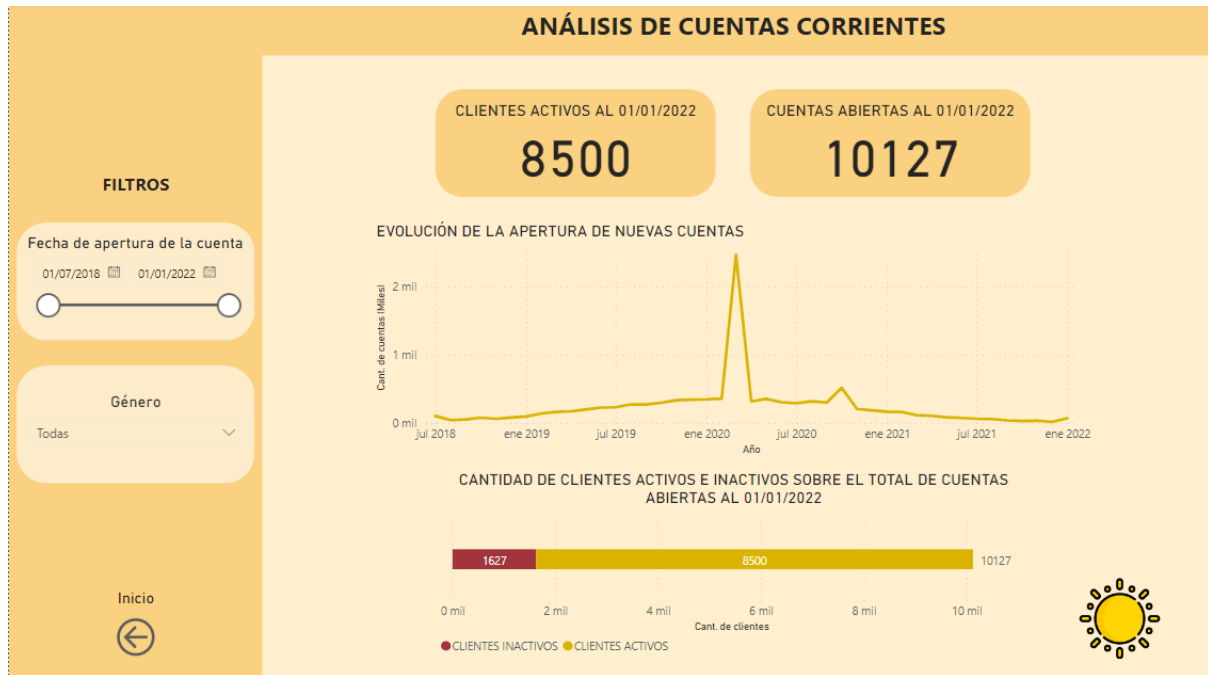 ANÁLISIS DE CUENTAS CORRIENTES
CLIENTES ACTIVOS AL 01/01/2022
8500
CUENTAS ABIERTAS AL 01/01/2022
10127
FILTROS
Fecha de apertura de la cuenta
01/07/2018 01/01/2022
Género
Todas
Inicio
EVOLUCIÓN DE LA APERTURA DE NUEVAS CUENTAS
Cant. de cuentas (Miles)
2 mil
1 mil
0 mil
jul 2018 ene 2019 jul 2019 ene 2020 jul 2020 ene 2021 jul 2021 ene 2022
Año
CANTIDAD DE CLIENTES ACTIVOS E INACTIVOS SOBRE EL TOTAL DE CUENTAS
ABIERTAS AL 01/01/2022
1627 8500 10127
0 mil 2 mil 4 mil 6 mil 8 mil 10 mil
Cant. de clientes
CLIENTES INACTIVOS CLIENTES ACTIVOS